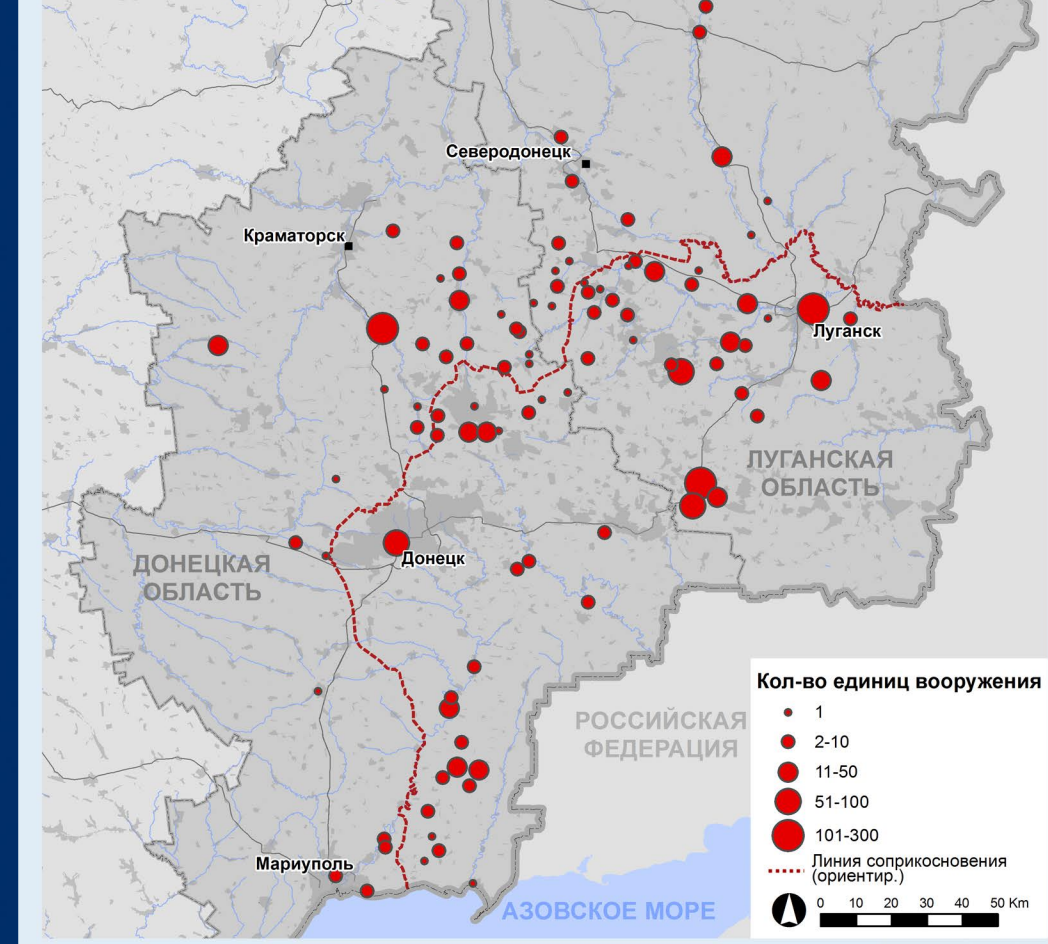 Северодонецк
Краматорск
Луганск
ЛУГАНСКАЯ
ОБЛАСТЬ
ДОНЕЦКАЯ
ОБЛАСТЬ
Донецк
РОССИЙСКАЯ
ФЕДЕРАЦИЯ
Мариуполь
АЗОВСКОЕ МОРЕ
Кол-во единиц вооружения
1
2-10
11-50
51-100
101-300
Линия соприкосновения
(ориентир.)
0 10 20 30 40 50 Km